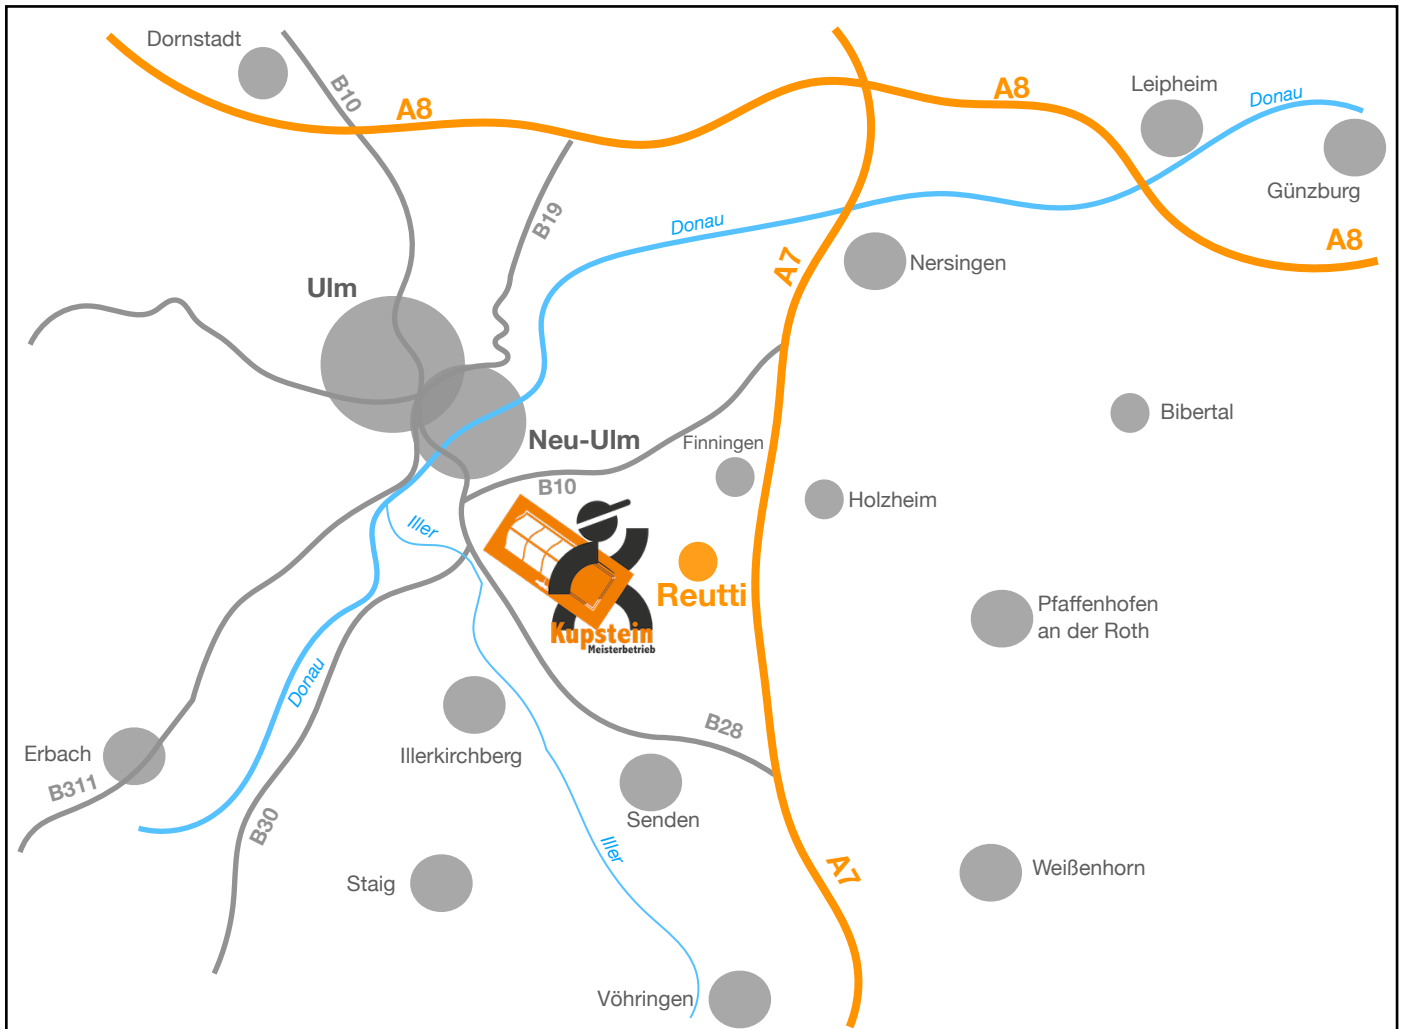 Dornstadt
B10
A8
A8
Leipheim
Donau
Günzburg
B19
Donau
A7
Nersingen
A8
Ulm
Neu-Ulm
Finningen
Bibertal
B10
Holzheim
Iller
Reutti
Kupstein
Meisterbetrieb
Pfaffenhofen
an der Roth
Donau
B28
Erbach
Illerkirchberg
B311
B30
Senden
Iller
A7
Weißenhorn
Staig
Vöhringen